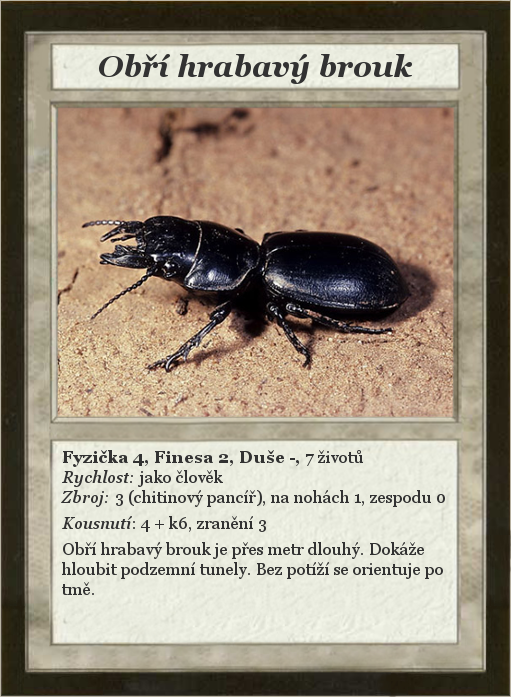 Obří hrabavý brouk
Fyzička 4, Finesa 2, Duše -, 7 životů
Rychlost: jako člověk
Zbroj: 3 (chitinový pancíř), na nohách 1, zespodu 0
Kousnutí: 4 + k6, zranění 3
Obří hrabavý brouk je přes metr dlouhý. Dokáže
hloubit podzemní tunely. Bez potíží se orientuje po
tmě.